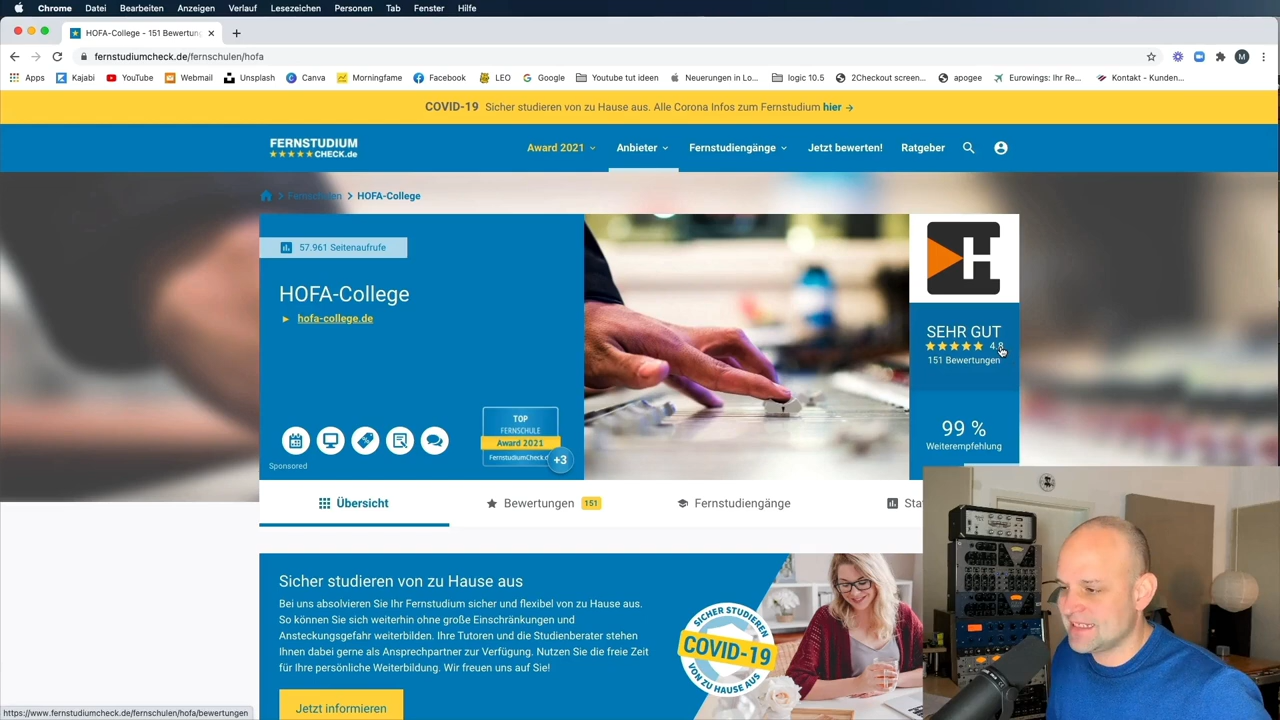 Chrome Datei Bearbeiten Anzeigen Verlauf Lesezeichen Personen Tab Fenster Hilfe
HOFA-College - 151 Bewertung
fernstudiumcheck.de/fernschulen/hofa
M
Apps Kajabi YouTube Webmail Unsplash Canva Morningfame Facebook LEO Google Youtube tut ideen Neuerungen in Lo... logic 10.5 2Checkout screen... apogee Eurowings: Ihr Re... Kontakt - Kunden...
COVID-19 Sicher studieren von zu Hause aus. Alle Corona Infos zum Fernstudium hier →
FERNSTUDIUM
CHECK.de
Award 2021 Anbieter Fernstudiengänge Jetzt bewerten! Ratgeber
Fernschulen > HOFA-College
57.961 Seitenaufrufe
HOFA-College
► hofa-college.de
H
SEHR GUT
4.8
151 Bewertungen
99 %
Weiterempfehlung
TOP
FERNSCHULE
Award 2021
FernstudiumCheck.d
+3
Sponsored
Übersicht Bewertungen 151 Fernstudiengänge Sta
Sicher studieren von zu Hause aus
Bei uns absolvieren Sie Ihr Fernstudium sicher und flexibel von zu Hause aus.
So können Sie sich weiterhin ohne große Einschränkungen und
Ansteckungsgefahr weiterbilden. Ihre Tutoren und die Studienberater stehen
Ihnen dabei gerne als Ansprechpartner zur Verfügung. Nutzen Sie die freie Zeit
für Ihre persönliche Weiterbildung. Wir freuen uns auf Sie!
SICHER STUDIEREN
COVID-19
VON ZU HAUSE AUS
Jetzt informieren
https://www.fernstudiumcheck.de/fernschulen/hofa/bewertungen